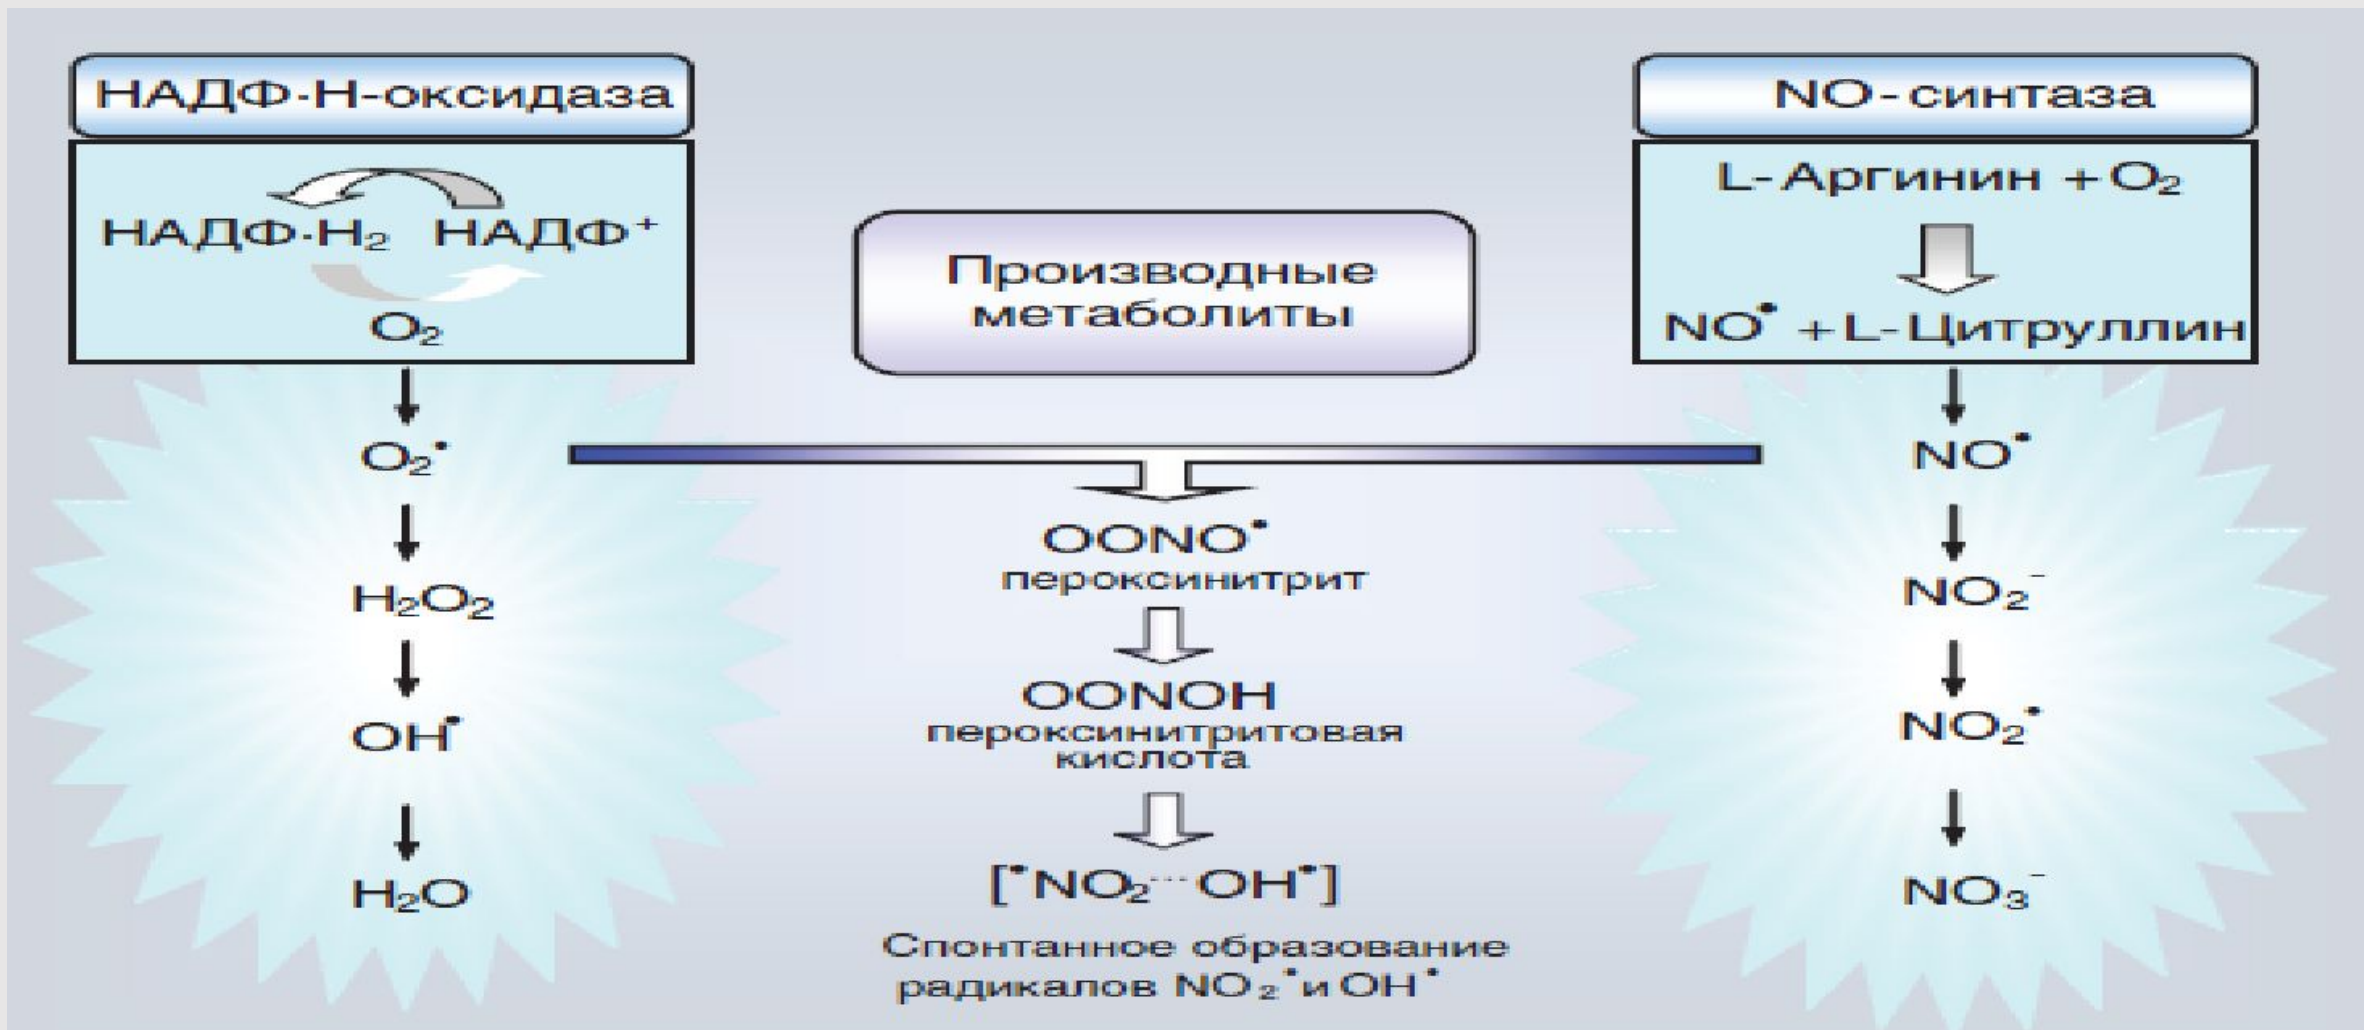 НАДФ·Н-оксидаза
НАДФ·Н₂ НАДФ⁺
O₂
O₂•
H₂O₂
OH•
H₂O
Производные
метаболиты
OONO•
пероксинитрит
OONOH
пероксинитритовая
кислота
[•NO₂···OH•]
Спонтанное образование
радикалов NO₂• и OH•
NO-синтаза
L-Аргинин + O₂
NO• + L-Цитруллин
NO•
NO₂⁻
NO₂•
NO₃⁻